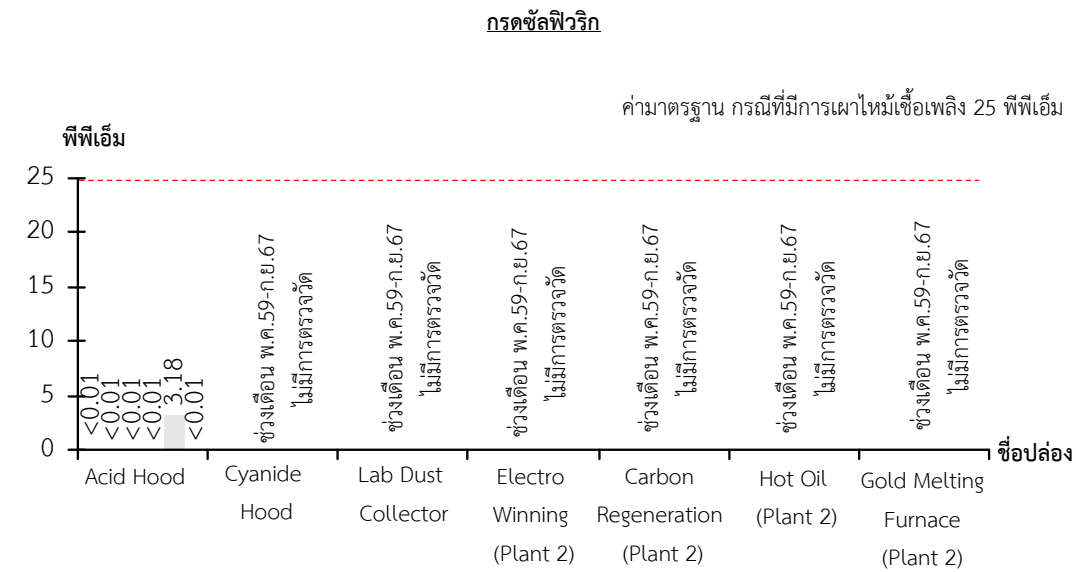 กรดซัลฟิวริก
ค่ามาตรฐาน กรณีที่มีการเผาไหม้เชื้อเพลิง 25 พีพีเอ็ม
พีพีเอ็ม
25
20
15
10
5
0
<0.01
<0.01
<0.01
<0.01
3.18
<0.01
ช่วงเดือน พ.ค.59-ก.ย.67
ไม่มีการตรวจวัด
ช่วงเดือน พ.ค.59-ก.ย.67
ไม่มีการตรวจวัด
ช่วงเดือน พ.ค.59-ก.ย.67
ไม่มีการตรวจวัด
ช่วงเดือน พ.ค.59-ก.ย.67
ไม่มีการตรวจวัด
ช่วงเดือน พ.ค.59-ก.ย.67
ไม่มีการตรวจวัด
ช่วงเดือน พ.ค.59-ก.ย.67
ไม่มีการตรวจวัด
ชื่อปล่อง
Acid Hood
Cyanide
Hood
Lab Dust
Collector
Electro
Winning
(Plant 2)
Carbon
Regeneration
(Plant 2)
Hot Oil
(Plant 2)
Gold Melting
Furnace
(Plant 2)